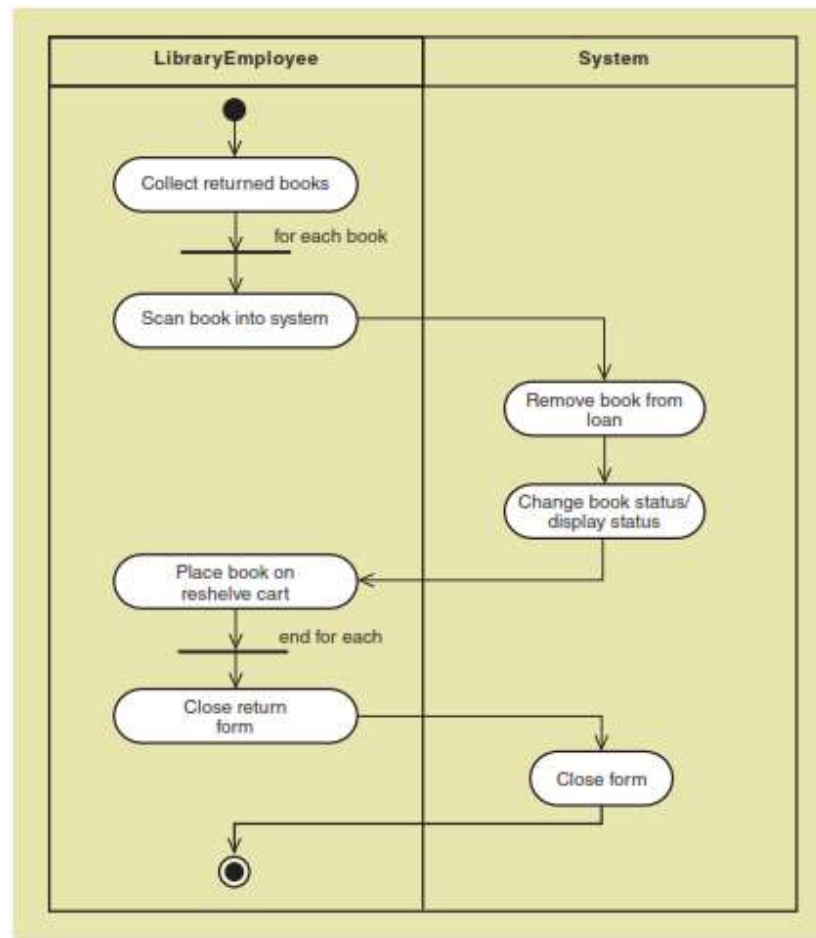 LibraryEmployee
System
Collect returned books
for each book
Scan book into system
Remove book from
loan
Change book status/
display status
Place book on
reshelve cart
end for each
Close return
form
Close form